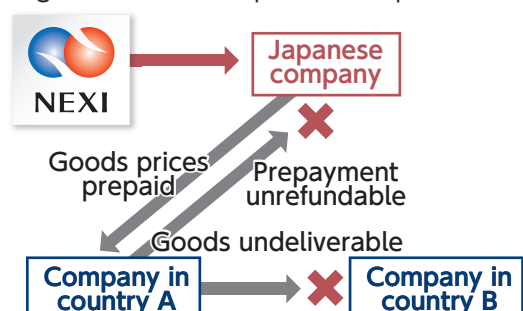 Japanese
company
NEXI
Goods prices
prepaid
Prepayment
unrefundable
Goods undeliverable
Company in
country A
Company in
country B